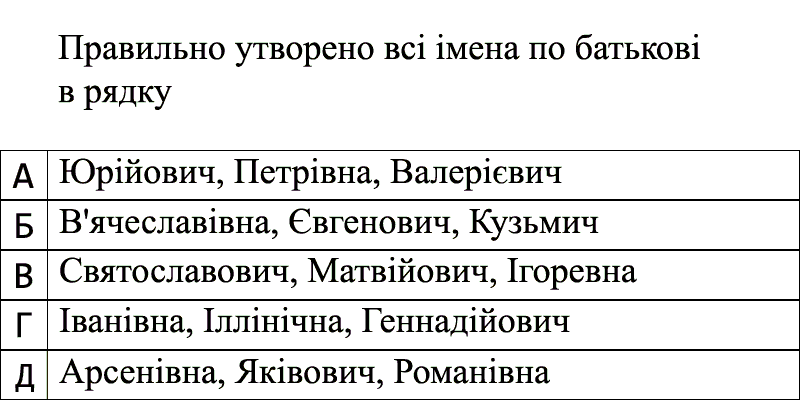 Правильно утворено всі імена по батькові
в рядку
А Юрійович, Петрівна, Валерієвич
Б В'ячеславівна, Євгенович, Кузьмич
В Святославович, Матвійович, Ігоревна
Г Іванівна, Іллінічна, Геннадійович
Д Арсенівна, Яківович, Романівна